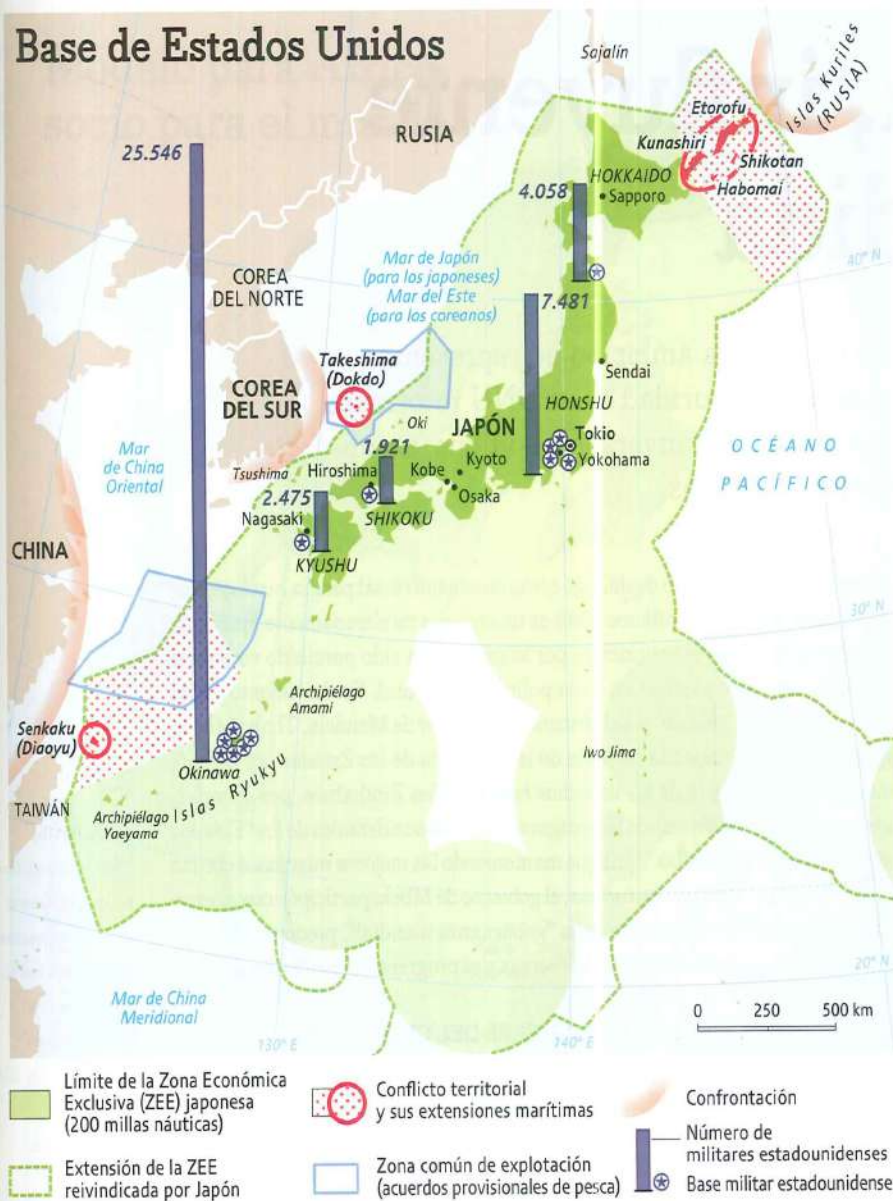 Base de Estados Unidos
Sajalín
Islas Kuriles
(RUSIA)
Etorofu
Kunashiri
Shikotan
Habomai
RUSIA
25.546
HOKKAIDO
Sapporo
4.058
40° N
Mar de Japón
(para los japoneses)
Mar del Este
(para los coreanos)
COREA
DEL NORTE
7.481
Takeshima
(Dokdo)
Sendai
COREA
DEL SUR
HONSHU
Oki
JAPÓN
Tokio
OCÉANO
PACÍFICO
Mar
de China
Oriental
1.921
Kyoto
Yokohama
Tsushima
Hiroshima
Kobe
Osaka
2.475
Nagasaki
SHIKOKU
CHINA
KYUSHU
30° N
Archipiélago
Amami
Senkaku
(Diaoyu)
Iwo Jima
Okinawa
Islas Ryukyu
TAIWÁN
Archipiélago
Yaeyama
20° N
Mar de China
Meridional
0 250 500 km
130° E
140° E
Límite de la Zona Económica
Exclusiva (ZEE) japonesa
(200 millas náuticas)
Extensión de la ZEE
reivindicada por Japón
Conflicto territorial
y sus extensiones marítimas
Zona común de explotación
(acuerdos provisionales de pesca)
Confrontación
Número de
militares estadounidenses
Base militar estadounidense